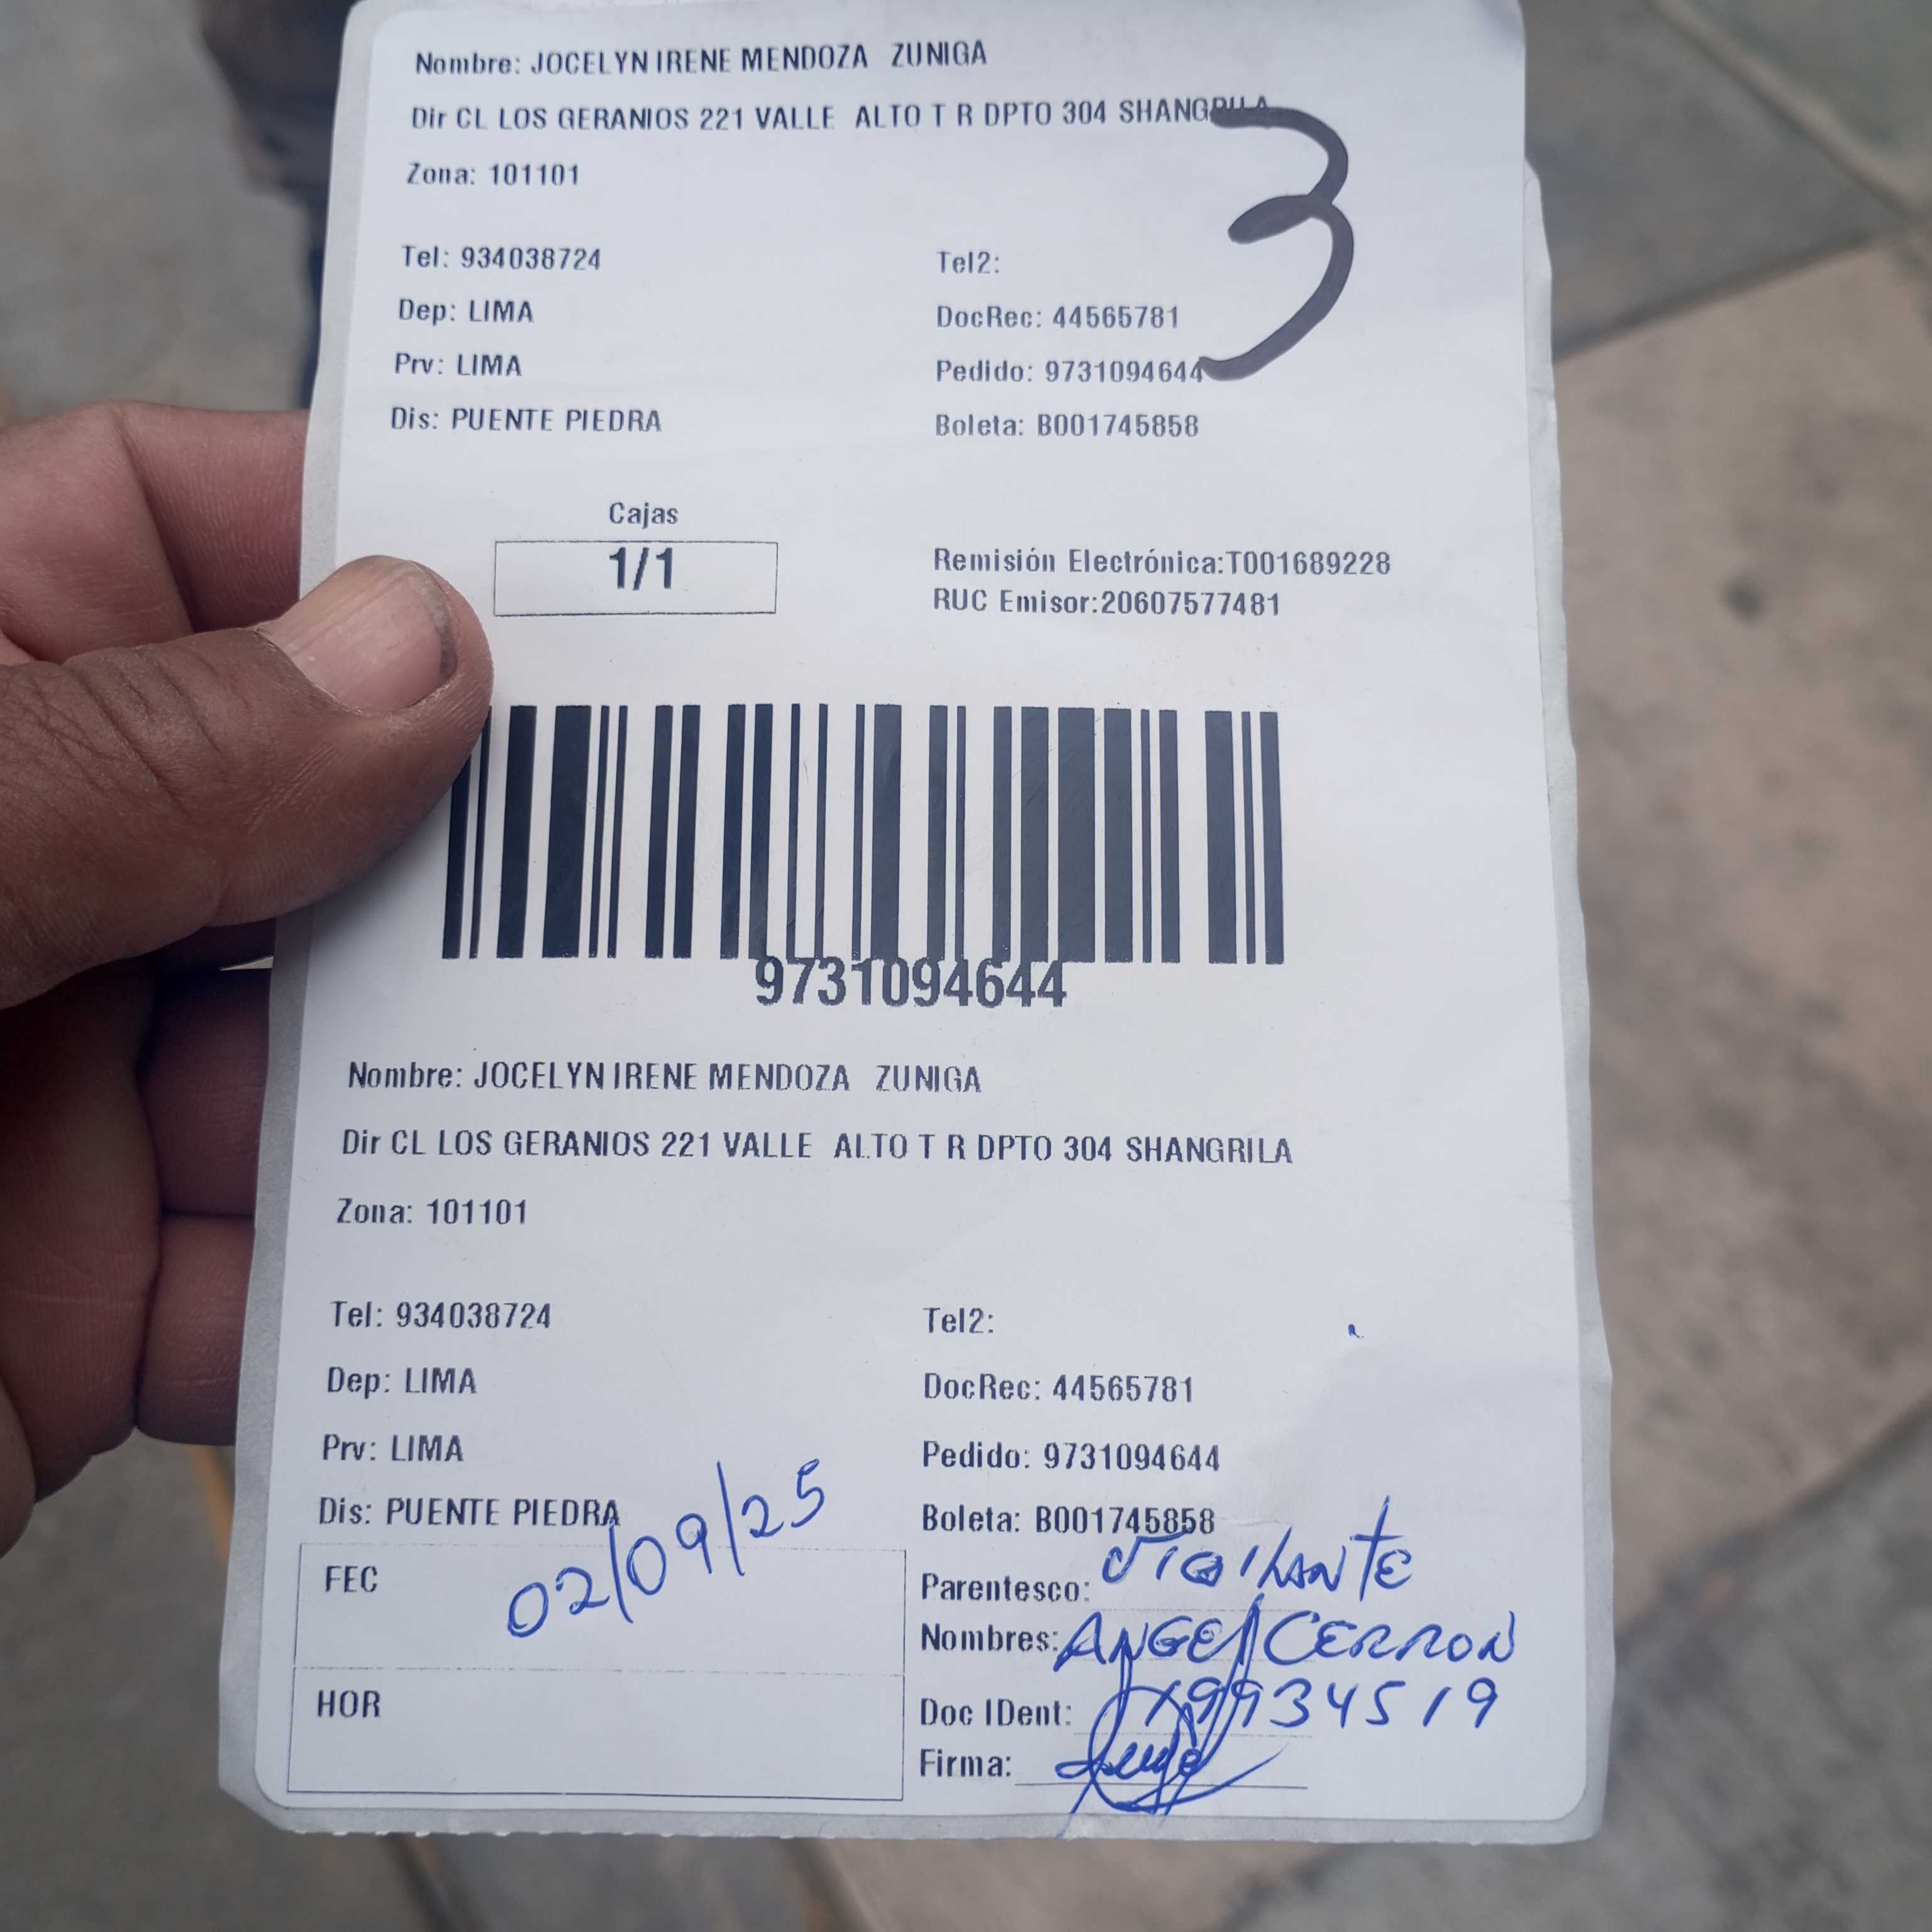 Nombre: JOCELYN IRENE MENDOZA ZUNIGA
Dir CL LOS GERANIOS 221 VALLE ALTO T R DPTO 304 SHANGRILA
3
Zona: 101101
Tel: 934038724 Tel2:
Dep: LIMA DocRec: 44565781
Prv: LIMA Pedido: 9731094644
Dis: PUENTE PIEDRA Boleta: B001745858
Cajas
1/1
Remisión Electrónica:T001689228
RUC Emisor:20607577481
9731094644
Nombre: JOCELYN IRENE MENDOZA ZUNIGA
Dir CL LOS GERANIOS 221 VALLE ALTO T R DPTO 304 SHANGRILA
Zona: 101101
Tel: 934038724 Tel2:
Dep: LIMA DocRec: 44565781
Prv: LIMA Pedido: 9731094644
Dis: PUENTE PIEDRA Boleta: B001745858
FEC 02/09/25
Parentesco: VIGILANTE
Nombres: ANGEL CERRON
HOR
Doc IDent:
Firma: